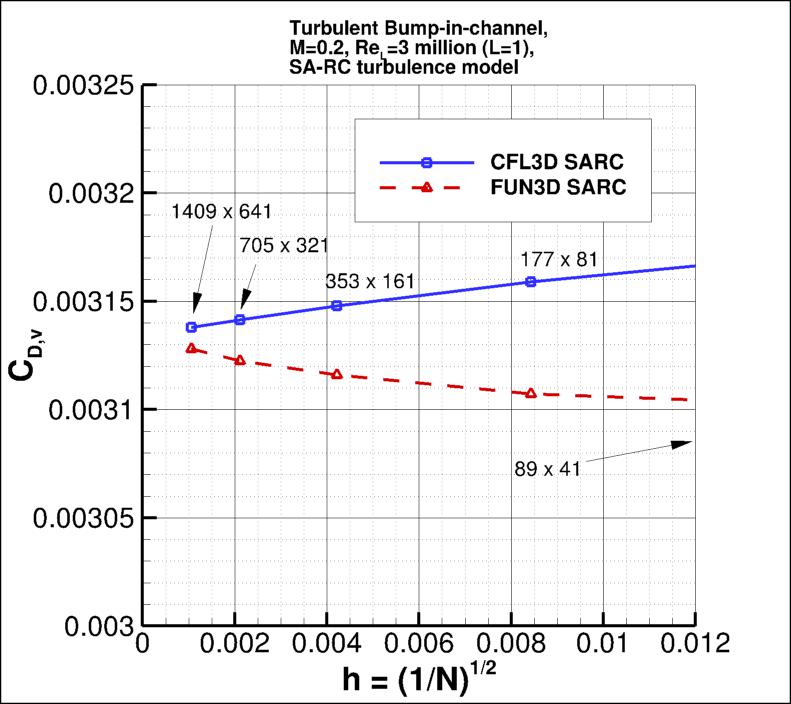 Turbulent Bump-in-channel,
M=0.2, Re_L=3 million (L=1),
SA-RC turbulence model
0.00325
0.0032
0.00315
0.0031
0.00305
0.003
C_D,v
CFL3D SARC
FUN3D SARC
1409 x 641
705 x 321
353 x 161
177 x 81
89 x 41
0
0.002
0.004
0.006
0.008
0.01
0.012
h = (1/N)^1/2